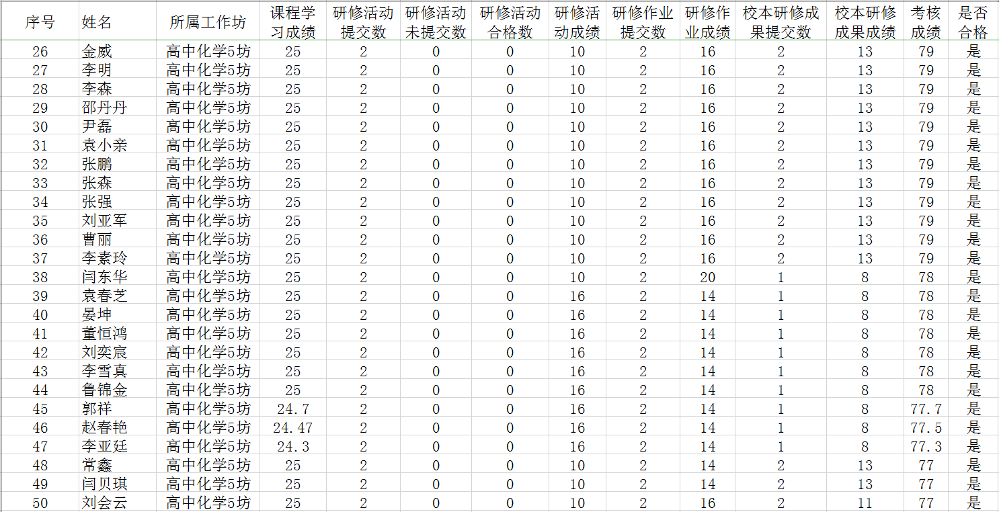 序号 姓名 所属工作坊 课程学习成绩 研修活动提交数 研修活动未提交数 研修活动合格数 研修活动成绩 研修作业提交数 研修作业成绩 校本研修成果提交数 校本研修成果成绩 考核成绩 是否合格
26 金威 高中化学5坊 25 2 0 0 10 2 16 2 13 79 是
27 李明 高中化学5坊 25 2 0 0 10 2 16 2 13 79 是
28 李森 高中化学5坊 25 2 0 0 10 2 16 2 13 79 是
29 邵丹丹 高中化学5坊 25 2 0 0 10 2 16 2 13 79 是
30 尹磊 高中化学5坊 25 2 0 0 10 2 16 2 13 79 是
31 袁小亲 高中化学5坊 25 2 0 0 10 2 16 2 13 79 是
32 张鹏 高中化学5坊 25 2 0 0 10 2 16 2 13 79 是
33 张森 高中化学5坊 25 2 0 0 10 2 16 2 13 79 是
34 张强 高中化学5坊 25 2 0 0 10 2 16 2 13 79 是
35 刘亚军 高中化学5坊 25 2 0 0 10 2 16 2 13 79 是
36 曹丽 高中化学5坊 25 2 0 0 10 2 16 2 13 79 是
37 李素玲 高中化学5坊 25 2 0 0 10 2 16 2 13 79 是
38 闫东华 高中化学5坊 25 2 0 0 10 2 20 1 8 78 是
39 袁春芝 高中化学5坊 25 2 0 0 16 2 14 1 8 78 是
40 晏坤 高中化学5坊 25 2 0 0 16 2 14 1 8 78 是
41 董恒鸿 高中化学5坊 25 2 0 0 16 2 14 1 8 78 是
42 刘奕宸 高中化学5坊 25 2 0 0 16 2 14 1 8 78 是
43 李雪真 高中化学5坊 25 2 0 0 16 2 14 1 8 78 是
44 鲁锦金 高中化学5坊 25 2 0 0 16 2 14 1 8 78 是
45 郭祥 高中化学5坊 24.7 2 0 0 16 2 14 1 8 77.7 是
46 赵春艳 高中化学5坊 24.47 2 0 0 16 2 14 1 8 77.5 是
47 李亚廷 高中化学5坊 24.3 2 0 0 16 2 14 1 8 77.3 是
48 常鑫 高中化学5坊 25 2 0 0 10 2 14 2 13 77 是
49 闫贝琪 高中化学5坊 25 2 0 0 10 2 14 2 13 77 是
50 刘会云 高中化学5坊 25 2 0 0 10 2 16 2 11 77 是